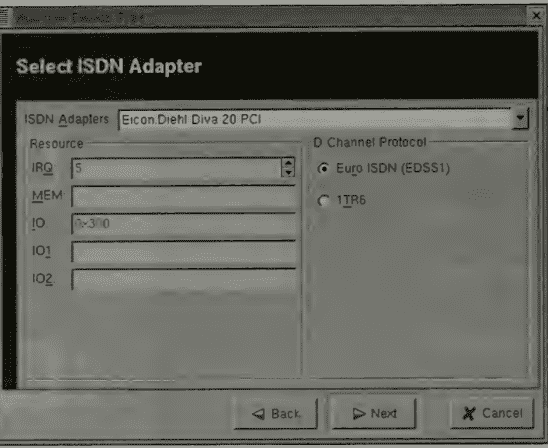 Select ISDN Adapter
ISDN Adapters Eicon.Diehl Diva 20 PCI
Resource
IRQ 5
MEM
IO 0x300
IO1
IO2
D Channel Protocol
Euro ISDN (EDSS1)
1TR6
Back Next Cancel